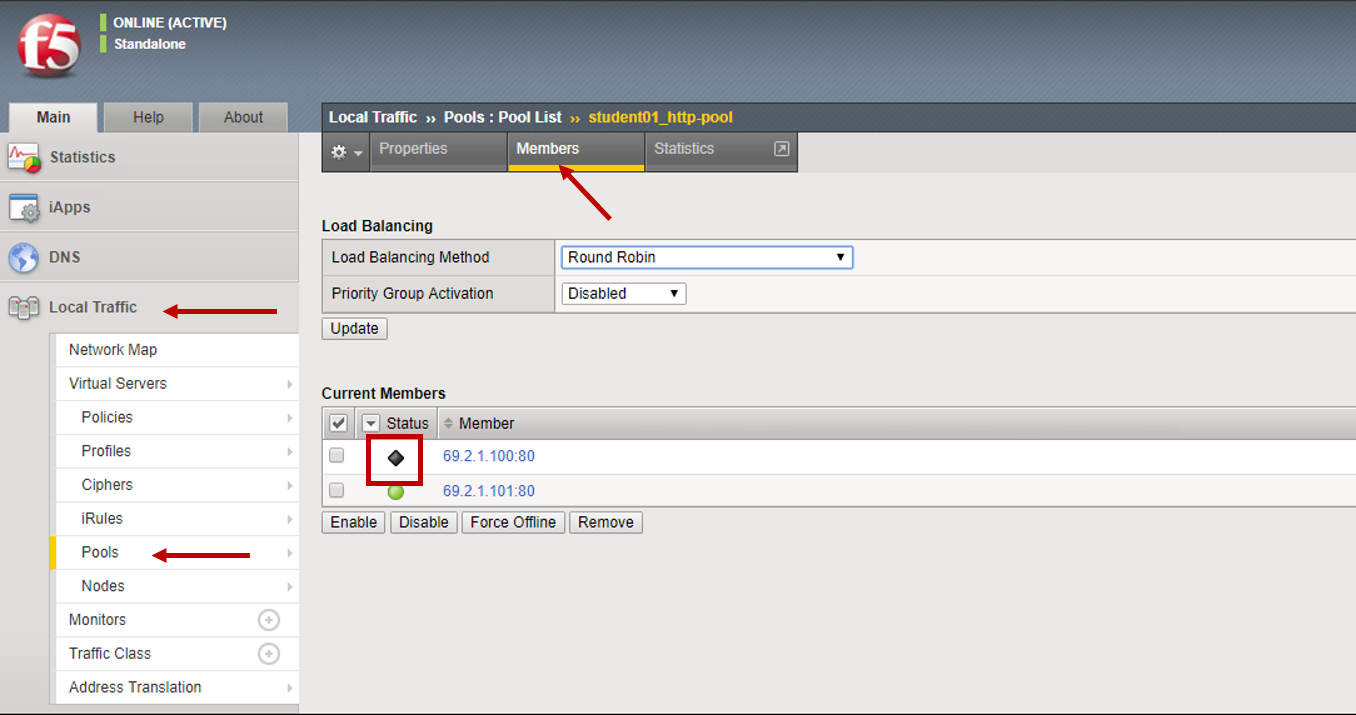 f5
ONLINE (ACTIVE)
Standalone
Main
Help
About
Statistics
iApps
DNS
Local Traffic
Network Map
Virtual Servers
Policies
Profiles
Ciphers
iRules
Pools
Nodes
Monitors
Traffic Class
Address Translation
Local Traffic ›› Pools : Pool List ›› student01_http-pool
Properties
Members
Statistics
Load Balancing
Load Balancing Method Round Robin
Priority Group Activation Disabled
Update
Current Members
Status Member
69.2.1.100:80
69.2.1.101:80
Enable Disable Force Offline Remove